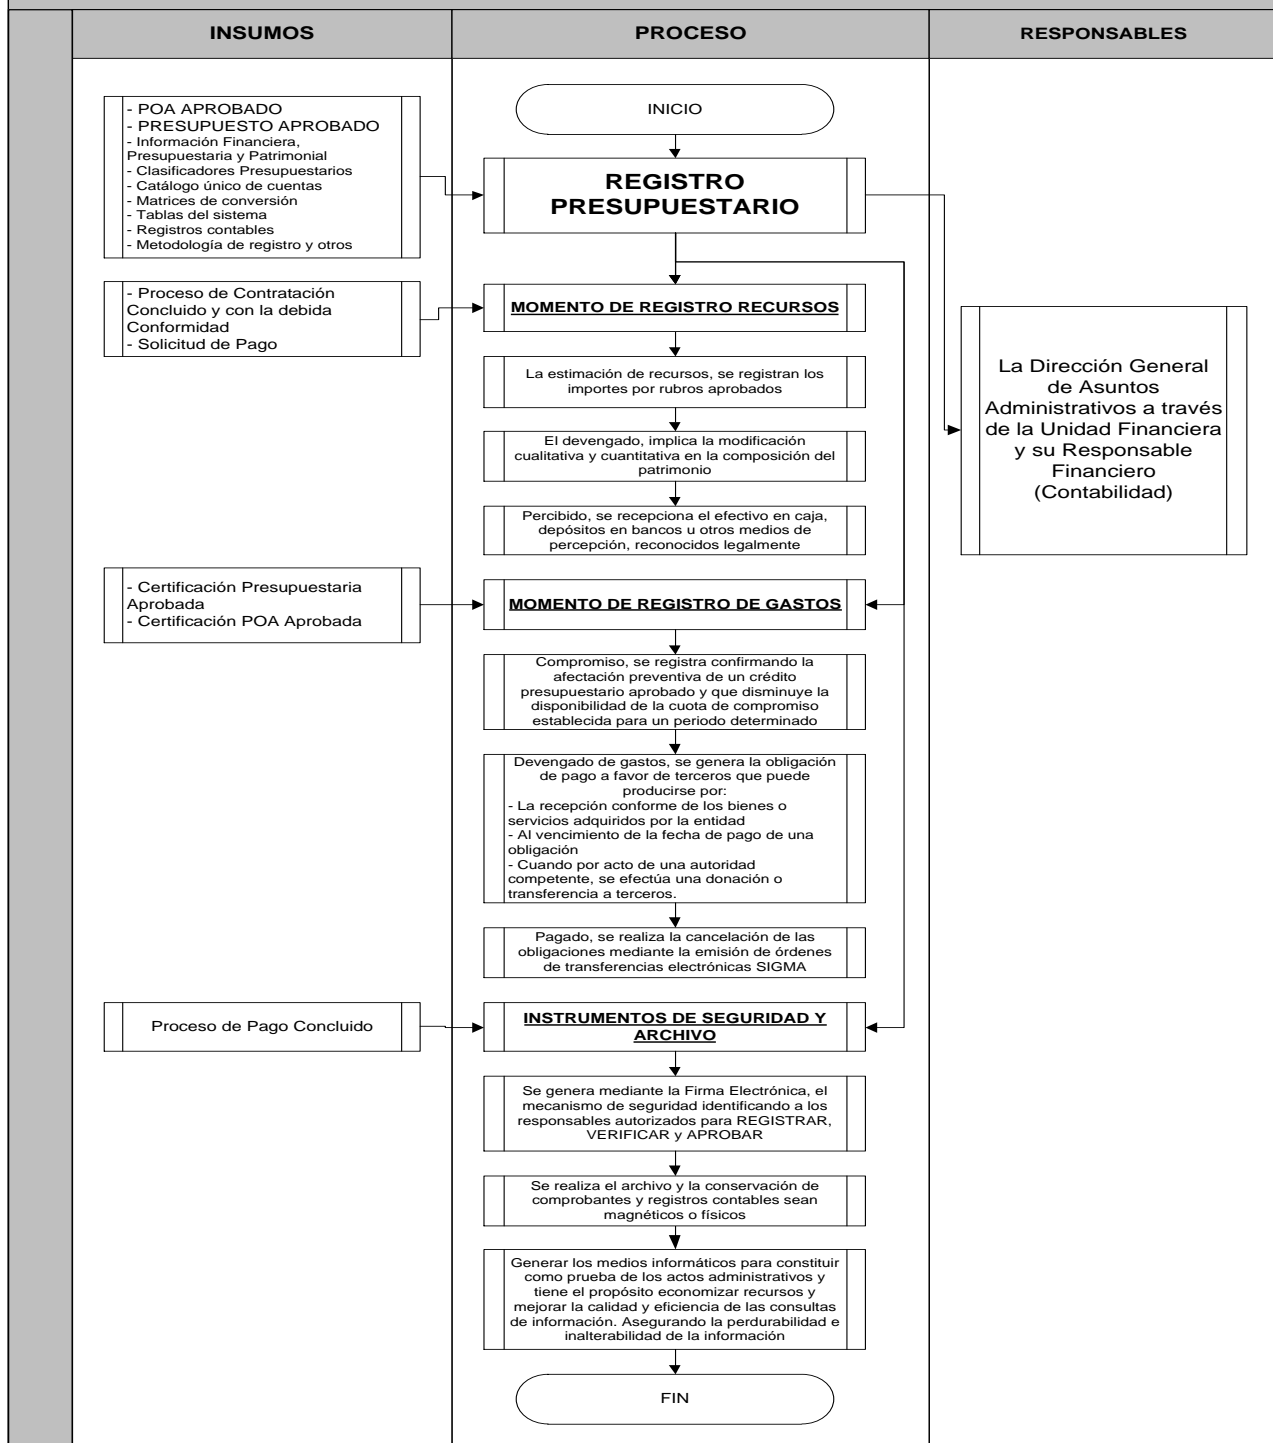 INSUMOS
PROCESO
RESPONSABLES
- POA APROBADO
- PRESUPUESTO APROBADO
- Información Financiera,
Presupuestaria y Patrimonial
- Clasificadores Presupuestarios
- Catálogo único de cuentas
- Matrices de conversión
- Tablas del sistema
- Registros contables
- Metodología de registro y otros
INICIO
REGISTRO
PRESUPUESTARIO
- Proceso de Contratación
Concluido y con la debida
Conformidad
- Solicitud de Pago
MOMENTO DE REGISTRO RECURSOS
La estimación de recursos, se registran los
importes por rubros aprobados
El devengado, implica la modificación
cualitativa y cuantitativa en la composición del
patrimonio
Percibido, se recepciona el efectivo en caja,
depósitos en bancos u otros medios de
percepción, reconocidos legalmente
La Dirección General
de Asuntos
Administrativos a través
de la Unidad Financiera
y su Responsable
Financiero
(Contabilidad)
- Certificación Presupuestaria
Aprobada
- Certificación POA Aprobada
MOMENTO DE REGISTRO DE GASTOS
Compromiso, se registra confirmando la
afectación preventiva de un crédito
presupuestario aprobado y que disminuye la
disponibilidad de la cuota de compromiso
establecida para un periodo determinado
Devengado de gastos, se genera la obligación
de pago a favor de terceros que puede
producirse por:
- La recepción conforme de los bienes o
servicios adquiridos por la entidad
- Al vencimiento de la fecha de pago de una
obligación
- Cuando por acto de una autoridad
competente, se efectúa una donación o
transferencia a terceros.
Pagado, se realiza la cancelación de las
obligaciones mediante la emisión de órdenes
de transferencias electrónicas SIGMA
Proceso de Pago Concluido
INSTRUMENTOS DE SEGURIDAD Y
ARCHIVO
Se genera mediante la Firma Electrónica, el
mecanismo de seguridad identificando a los
responsables autorizados para REGISTRAR,
VERIFICAR y APROBAR
Se realiza el archivo y la conservación de
comprobantes y registros contables sean
magnéticos o físicos
Generar los medios informáticos para constituir
como prueba de los actos administrativos y
tiene el propósito economizar recursos y
mejorar la calidad y eficiencia de las consultas
de información. Asegurando la perdurabilidad e
inalterabilidad de la información
FIN